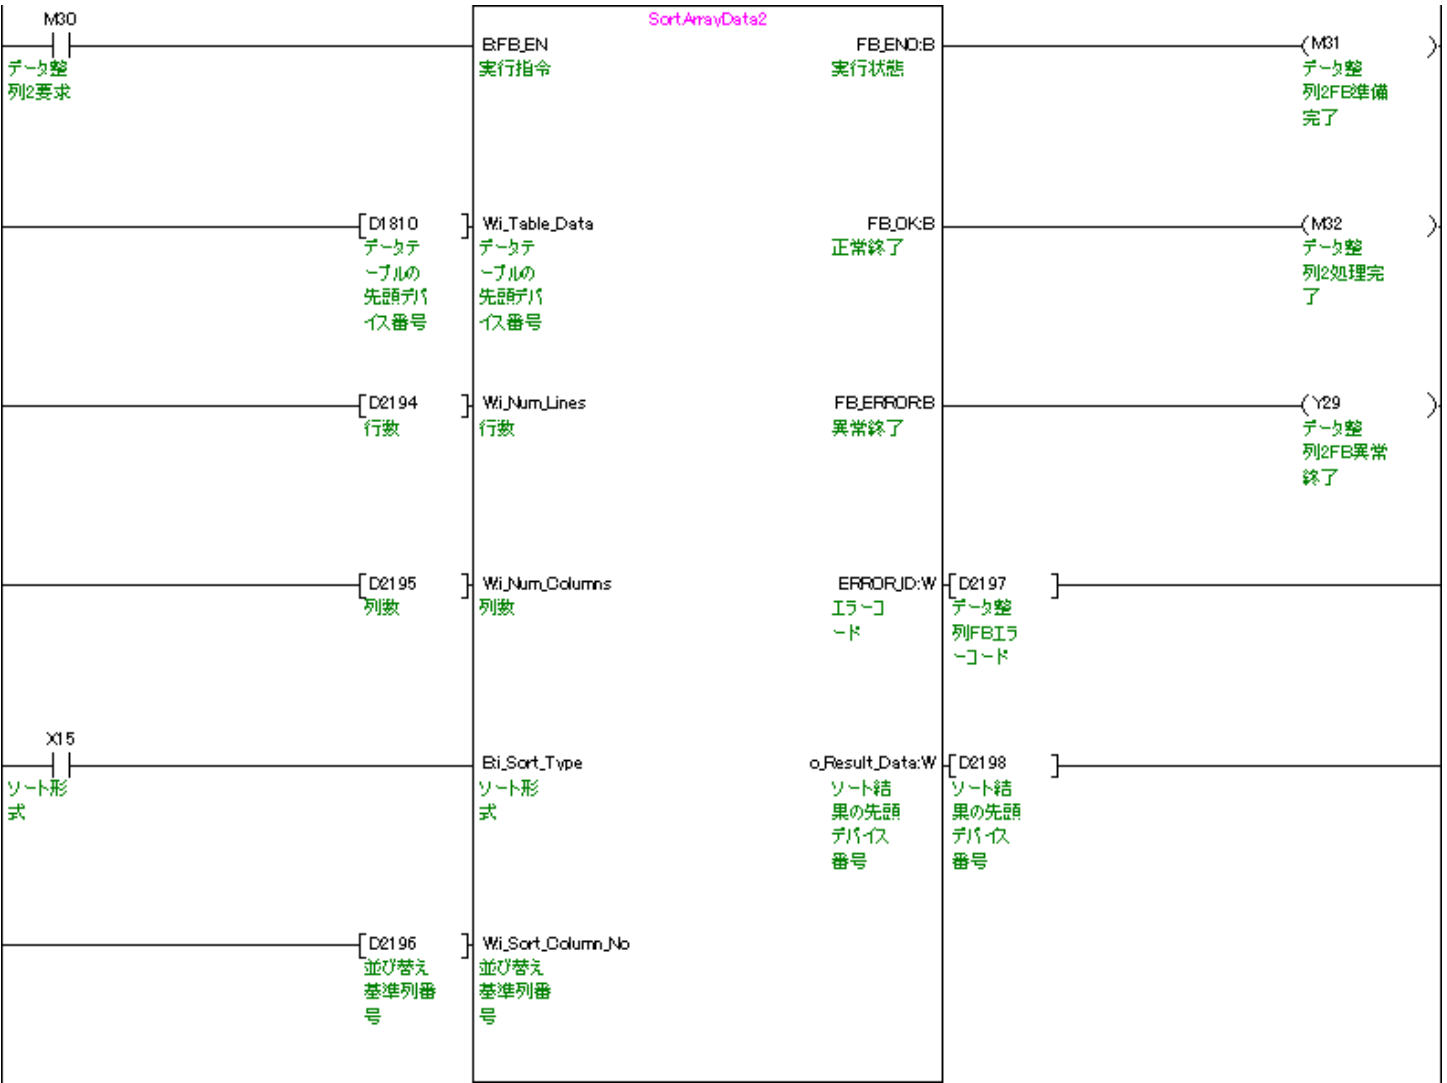 M30
データ整
列2要求
SortArrayData2
B:FB_EN
実行指令
FB_ENO:B
実行状態
M31
データ整
列2FB準備
完了
D1810
データテ
ーブルの
先頭デバ
イス番号
W:i_Table_Data
データテ
ーブルの
先頭デバ
イス番号
FB_OK:B
正常終了
M32
データ整
列2処理完
了
D2194
行数
W:i_Num_Lines
行数
FB_ERROR:B
異常終了
Y29
データ整
列2FB異常
終了
D2195
列数
W:i_Num_Columns
列数
ERROR_ID:W
エラーコ
ード
D2197
データ整
列FBエラ
ーコード
X15
ソート形
式
B:i_Sort_Type
ソート形
式
o_Result_Data:W
ソート結
果の先頭
デバイス
番号
D2198
ソート結
果の先頭
デバイス
番号
D2196
並び替え
基準列番
号
W:i_Sort_Column_No
並び替え
基準列番
号